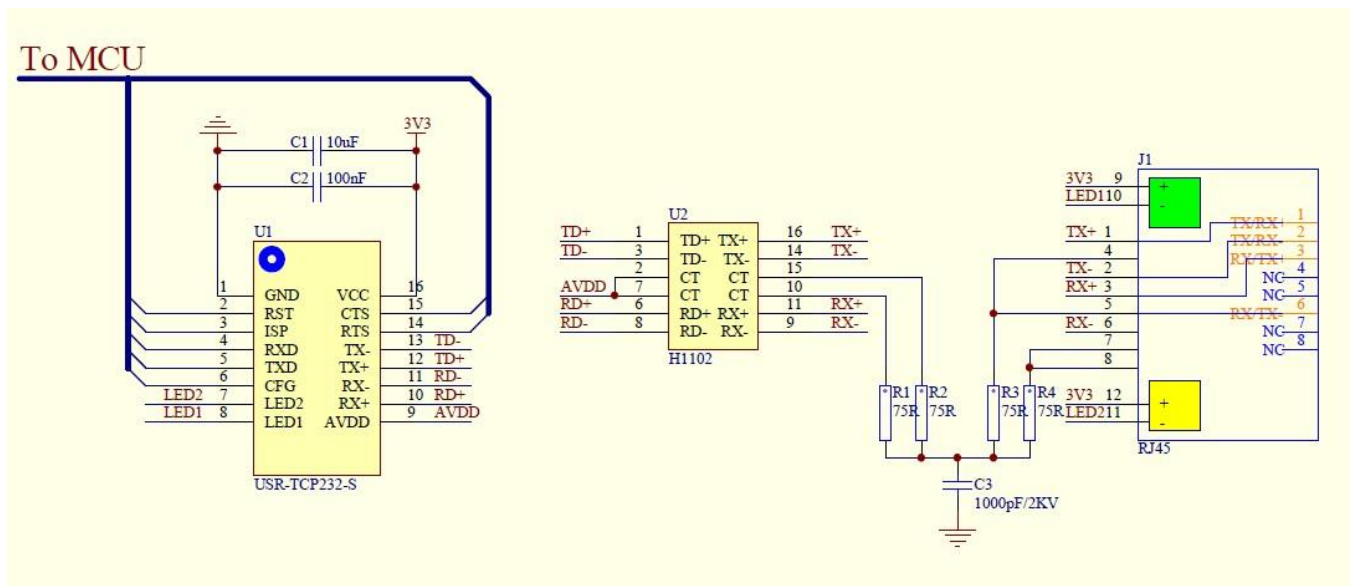 To MCU
3V3
C1 10uF
C2 100nF
U1
1 GND VCC 16
2 RST CTS 15
3 ISP RTS 14
4 RXD TX- 13 TD-
5 TXD TX+ 12 TD+
6 CFG RX- 11 RD-
LED2 7 LED2 RX+ 10 RD+
LED1 8 LED1 AVDD 9 AVDD
USR-TCP232-S
U2
TD+ 1 TD+ TX+ 16 TX+
TD- 3 TD- TX- 14 TX-
2 CT CT 15
AVDD 7 CT CT 10
RD+ 6 RD+ RX+ 11 RX+
RD- 8 RD- RX- 9 RX-
H1102
R1 75R
R2 75R
R3 75R
R4 75R
C3
1000pF/2KV
J1
3V3 9 +
LED1 10 -
TX+ 1
4
TX- 2
RX+ 3
5
RX- 6
7
8
3V3 12 +
LED2 11 -
TX/RX+ 1
TX/RX- 2
RX/TX+ 3
NC 4
NC 5
RX/TX- 6
NC 7
NC 8
RJ45